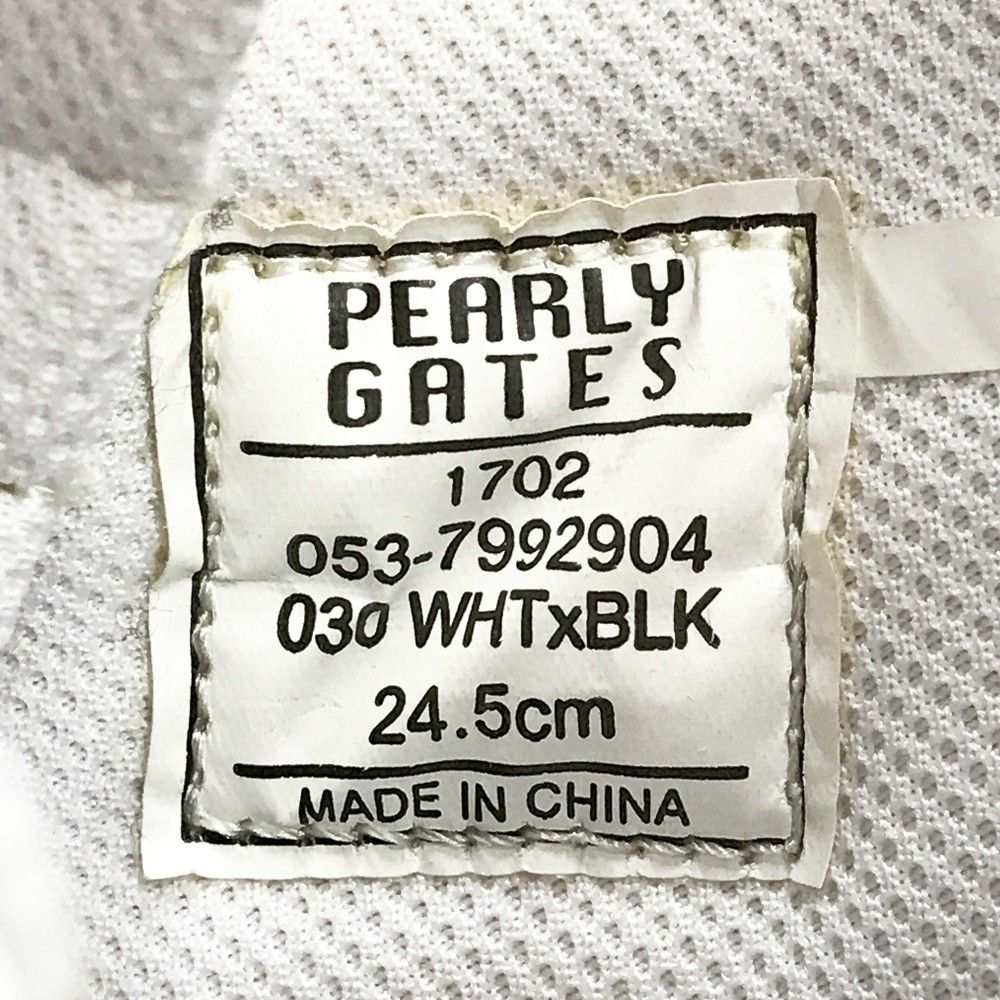 PEARLY
GATES
1702
053-7992904
030 WHTxBLK
24.5cm
MADE IN CHINA